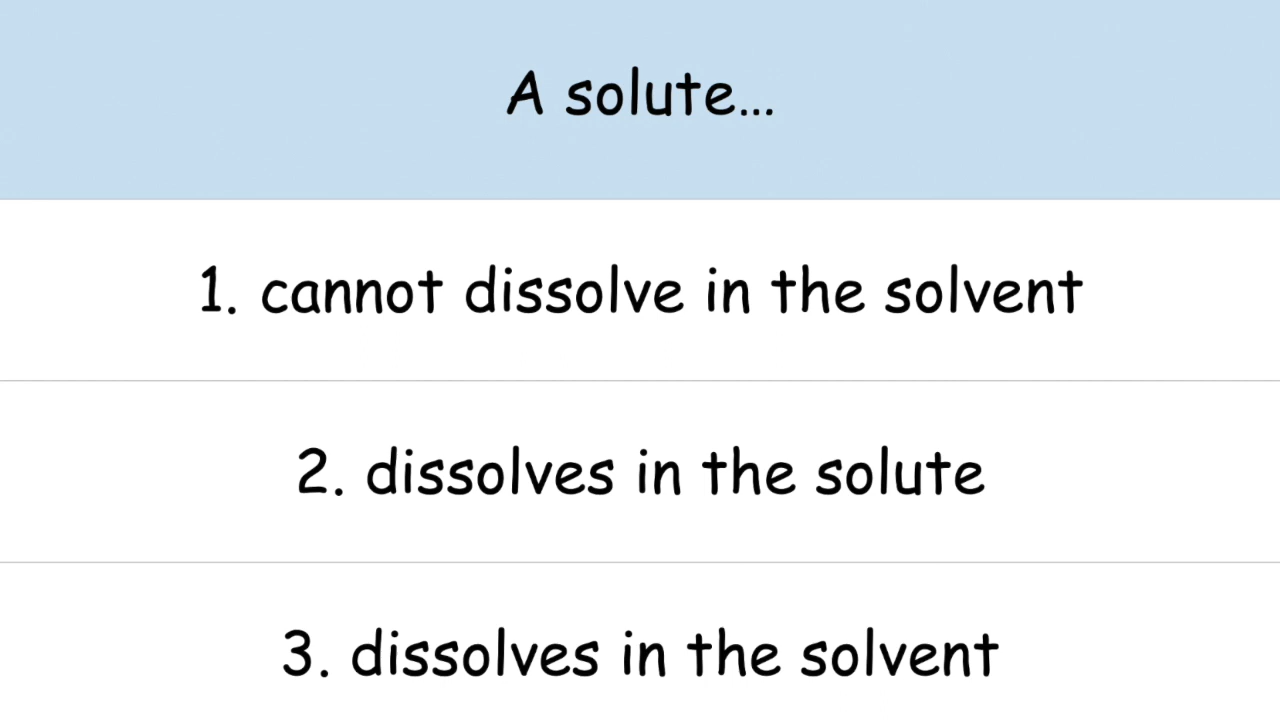 A solute...
1. cannot dissolve in the solvent
2. dissolves in the solute
3. dissolves in the solvent